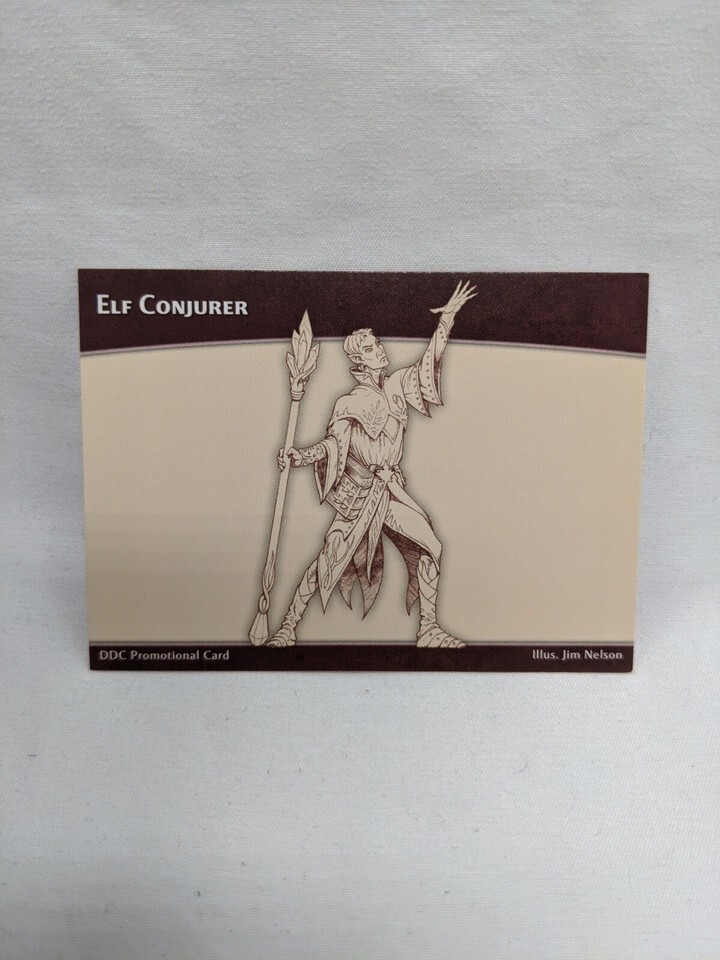 Elf Conjurer
DDC Promotional Card
Illus. Jim Nelson